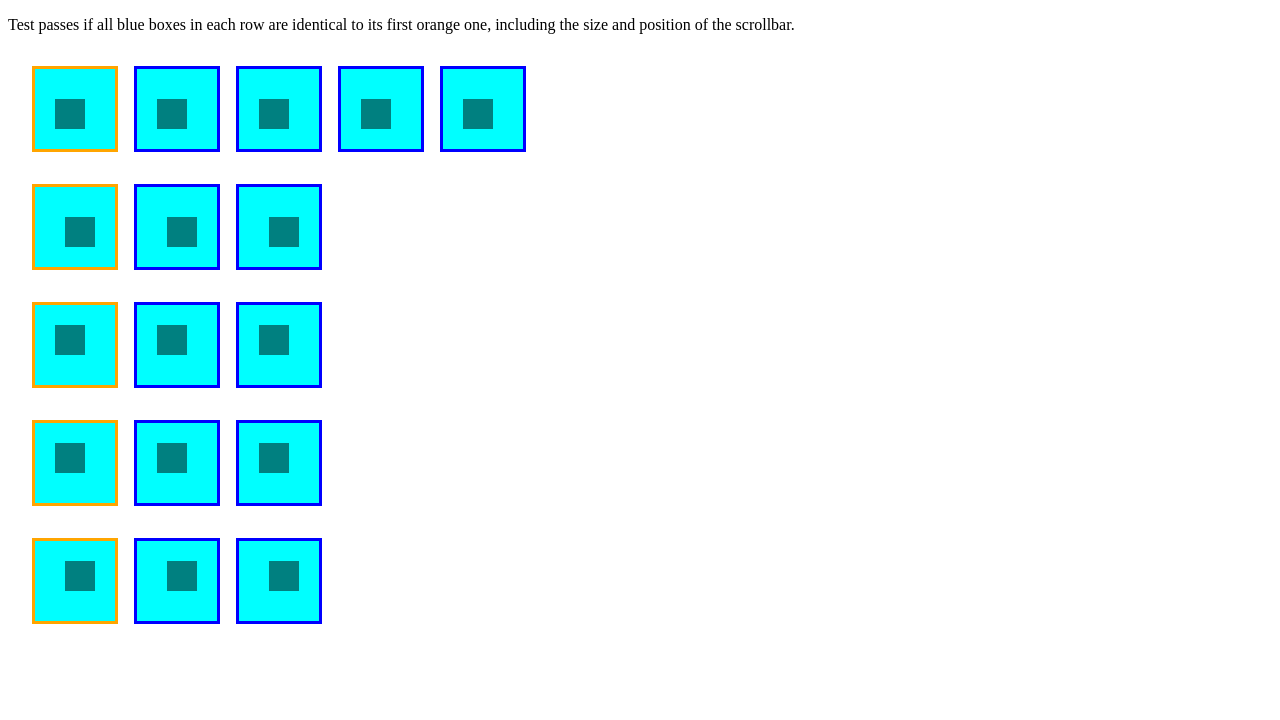 Test passes if all blue boxes in each row are identical to its first orange one, including the size and position of the scrollbar.